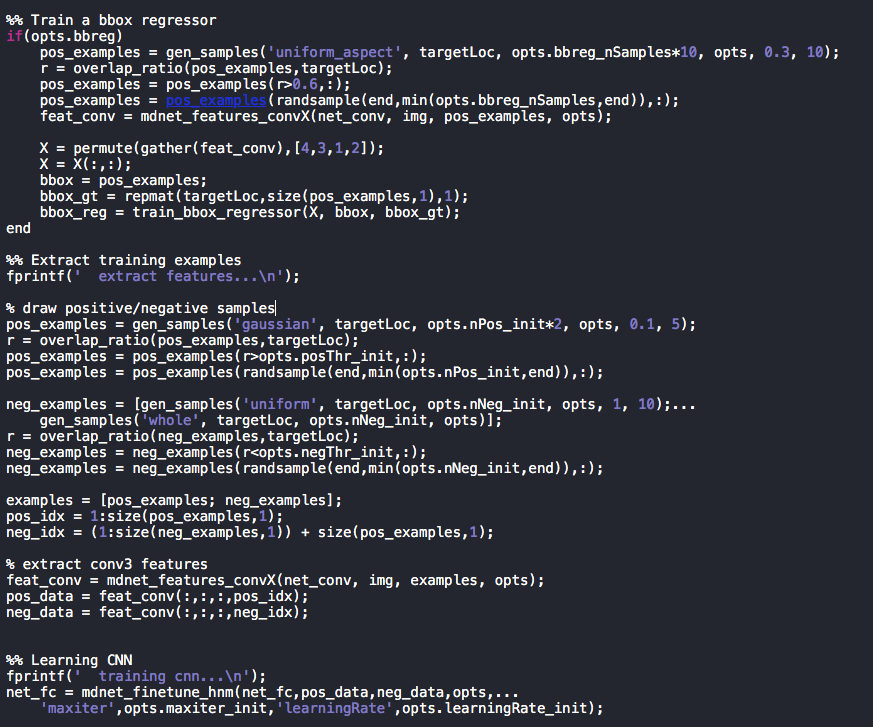 %% Train a bbox regressor
if(opts.bbreg)
    pos_examples = gen_samples('uniform_aspect', targetLoc, opts.bbreg_nSamples*10, opts, 0.3, 10);
    r = overlap_ratio(pos_examples,targetLoc);
    pos_examples = pos_examples(r>0.6,:);
    pos_examples = pos_examples(randsample(end,min(opts.bbreg_nSamples,end)),:);
    feat_conv = mdnet_features_convX(net_conv, img, pos_examples, opts);

    X = permute(gather(feat_conv),[4,3,1,2]);
    X = X(:,:);
    bbox = pos_examples;
    bbox_gt = repmat(targetLoc,size(pos_examples,1),1);
    bbox_reg = train_bbox_regressor(X, bbox, bbox_gt);
end

%% Extract training examples
fprintf('  extract features...\n');

% draw positive/negative samples
pos_examples = gen_samples('gaussian', targetLoc, opts.nPos_init*2, opts, 0.1, 5);
r = overlap_ratio(pos_examples,targetLoc);
pos_examples = pos_examples(r>opts.posThr_init,:);
pos_examples = pos_examples(randsample(end,min(opts.nPos_init,end)),:);

neg_examples = [gen_samples('uniform', targetLoc, opts.nNeg_init, opts, 1, 10);...
    gen_samples('whole', targetLoc, opts.nNeg_init, opts)];
r = overlap_ratio(neg_examples,targetLoc);
neg_examples = neg_examples(r<opts.negThr_init,:);
neg_examples = neg_examples(randsample(end,min(opts.nNeg_init,end)),:);

examples = [pos_examples; neg_examples];
pos_idx = 1:size(pos_examples,1);
neg_idx = (1:size(neg_examples,1)) + size(pos_examples,1);

% extract conv3 features
feat_conv = mdnet_features_convX(net_conv, img, examples, opts);
pos_data = feat_conv(:,:,:,pos_idx);
neg_data = feat_conv(:,:,:,neg_idx);


%% Learning CNN
fprintf('  training cnn...\n');
net_fc = mdnet_finetune_hnm(net_fc,pos_data,neg_data,opts,...
    'maxiter',opts.maxiter_init,'learningRate',opts.learningRate_init);